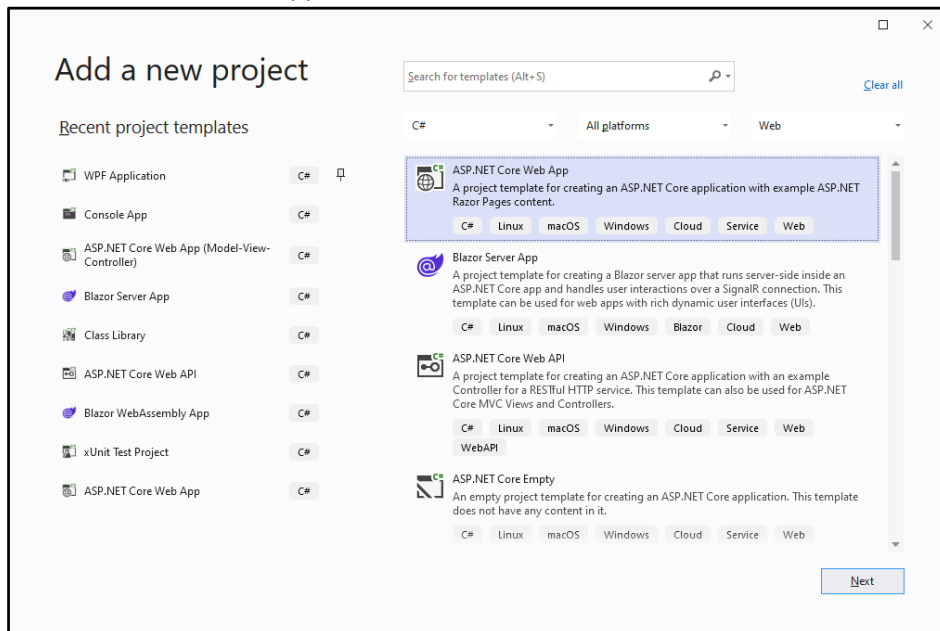 Add a new project
Search for templates (Alt+S)
Clear all
Recent project templates
C#
All platforms
Web
WPF Application
C#
Console App
C#
ASP.NET Core Web App (Model-View-
Controller)
C#
Blazor Server App
C#
Class Library
C#
ASP.NET Core Web API
C#
Blazor WebAssembly App
C#
xUnit Test Project
C#
ASP.NET Core Web App
C#
ASP.NET Core Web App
A project template for creating an ASP.NET Core application with example ASP.NET
Razor Pages content.
C# Linux macOS Windows Cloud Service Web
Blazor Server App
A project template for creating a Blazor server app that runs server-side inside an
ASP.NET Core app and handles user interactions over a SignalR connection. This
template can be used for web apps with rich dynamic user interfaces (UIs).
C# Linux macOS Windows Blazor Cloud Web
ASP.NET Core Web API
A project template for creating an ASP.NET Core application with an example
Controller for a RESTful HTTP service. This template can also be used for ASP.NET
Core MVC Views and Controllers.
C# Linux macOS Windows Cloud Service Web
WebAPI
ASP.NET Core Empty
An empty project template for creating an ASP.NET Core application. This template
does not have any content in it.
C# Linux macOS Windows Cloud Service Web
Next